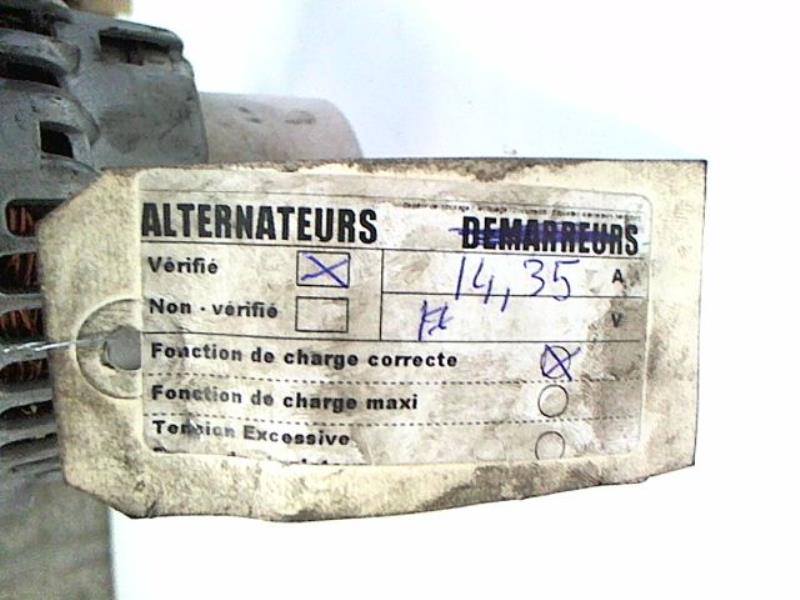 ALTERNATEURS DEMARREURS
Vérifié 14,35 A
Non - vérifié V
Fonction de charge correcte
Fonction de charge maxi
Tension Excessive